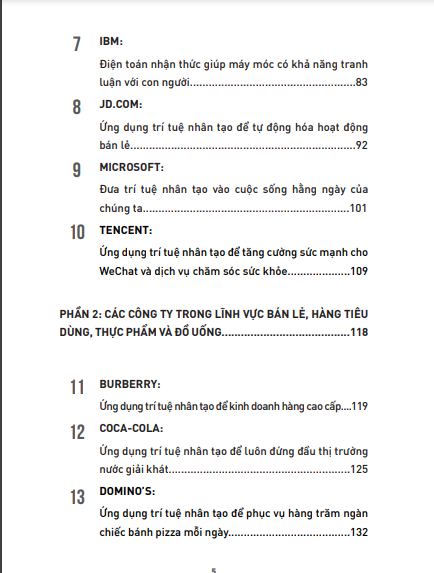 7 IBM:
Điện toán nhận thức giúp máy móc có khả năng tranh
luận với con người.......................................................83
8 JD.COM:
Ứng dụng trí tuệ nhân tạo để tự động hóa hoạt động
bán lẻ.........................................................................92
9 MICROSOFT:
Đưa trí tuệ nhân tạo vào cuộc sống hằng ngày của
chúng ta...................................................................101
10 TENCENT:
Ứng dụng trí tuệ nhân tạo để tăng cường sức mạnh cho
WeChat và dịch vụ chăm sóc sức khỏe....................109
PHẦN 2: CÁC CÔNG TY TRONG LĨNH VỰC BÁN LẺ, HÀNG TIÊU
DÙNG, THỰC PHẨM VÀ ĐỒ UỐNG.........................................118
11 BURBERRY:
Ứng dụng trí tuệ nhân tạo để kinh doanh hàng cao cấp....119
12 COCA-COLA:
Ứng dụng trí tuệ nhân tạo để luôn đứng đầu thị trường
nước giải khát...........................................................125
13 DOMINO'S:
Ứng dụng trí tuệ nhân tạo để phục vụ hàng trăm ngàn
chiếc bánh pizza mỗi ngày.......................................132
5